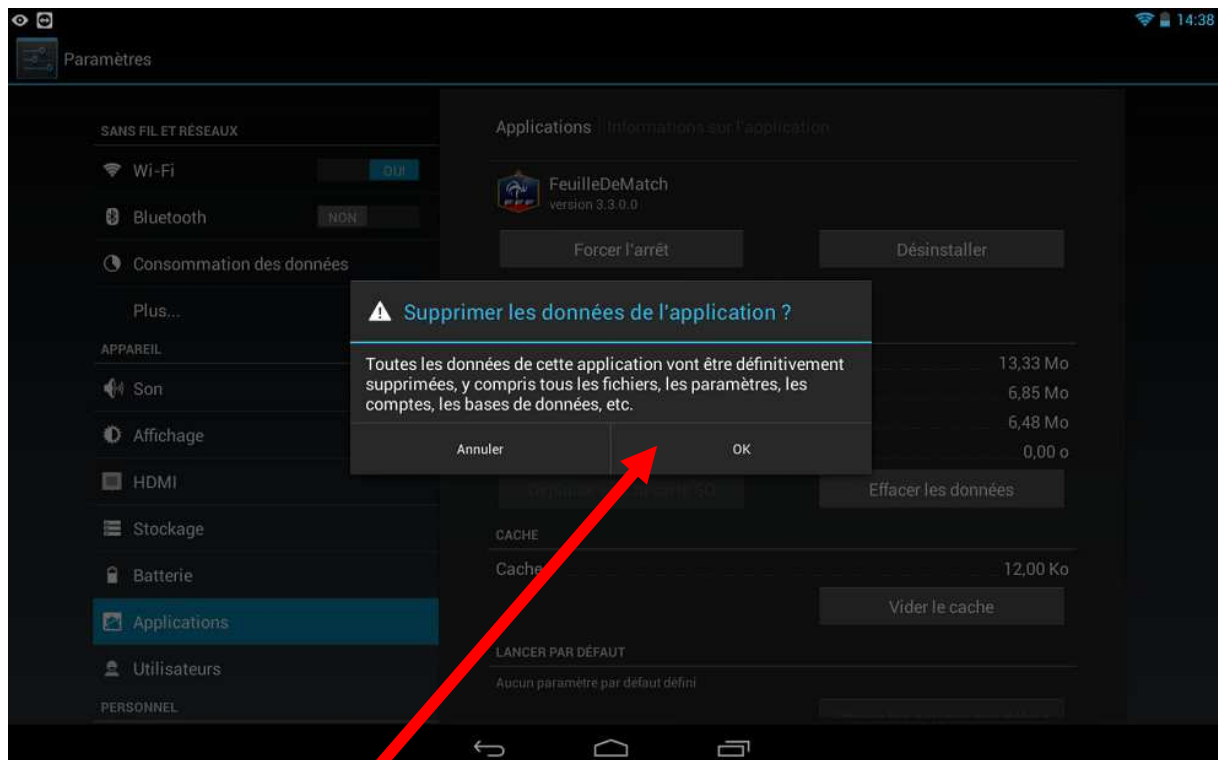 14:38
Paramètres
SANS FIL ET RÉSEAUX
Wi-Fi
OUI
Bluetooth
NON
Consommation des données
Plus...
APPAREIL
Son
Affichage
HDMI
Stockage
Batterie
Applications
Utilisateurs
PERSONNEL
Applications Informations sur l'application
FeuilleDeMatch
version 3.3.0.0
Forcer l'arrêt
Désinstaller
Supprimer les données de l'application ?
Toutes les données de cette application vont être définitivement
supprimées, y compris tous les fichiers, les paramètres, les
comptes, les bases de données, etc.
Annuler
OK
13,33 Mo
6,85 Mo
6,48 Mo
0,00 o
Effacer les données
CACHE
Cache
12,00 Ko
Vider le cache
LANCER PAR DÉFAUT
Aucun paramètre par défaut défini